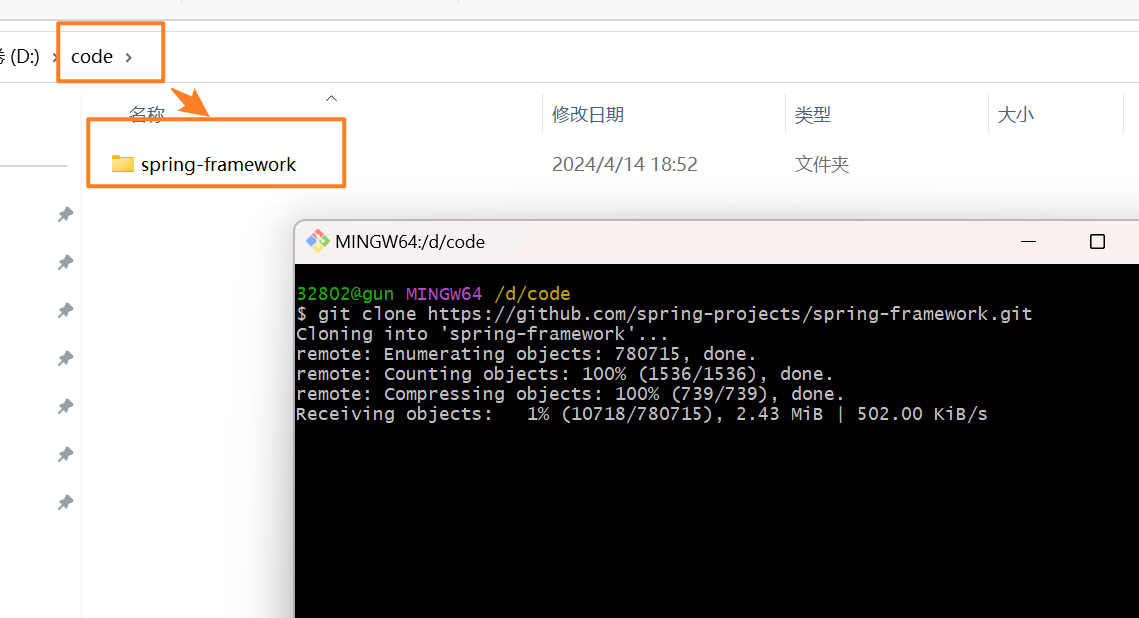 (D:) › code ›
名称 修改日期 类型 大小
spring-framework 2024/4/14 18:52 文件夹
MINGW64:/d/code
32802@gun MINGW64 /d/code
$ git clone https://github.com/spring-projects/spring-framework.git
Cloning into 'spring-framework'...
remote: Enumerating objects: 780715, done.
remote: Counting objects: 100% (1536/1536), done.
remote: Compressing objects: 100% (739/739), done.
Receiving objects:   1% (10718/780715), 2.43 MiB | 502.00 KiB/s